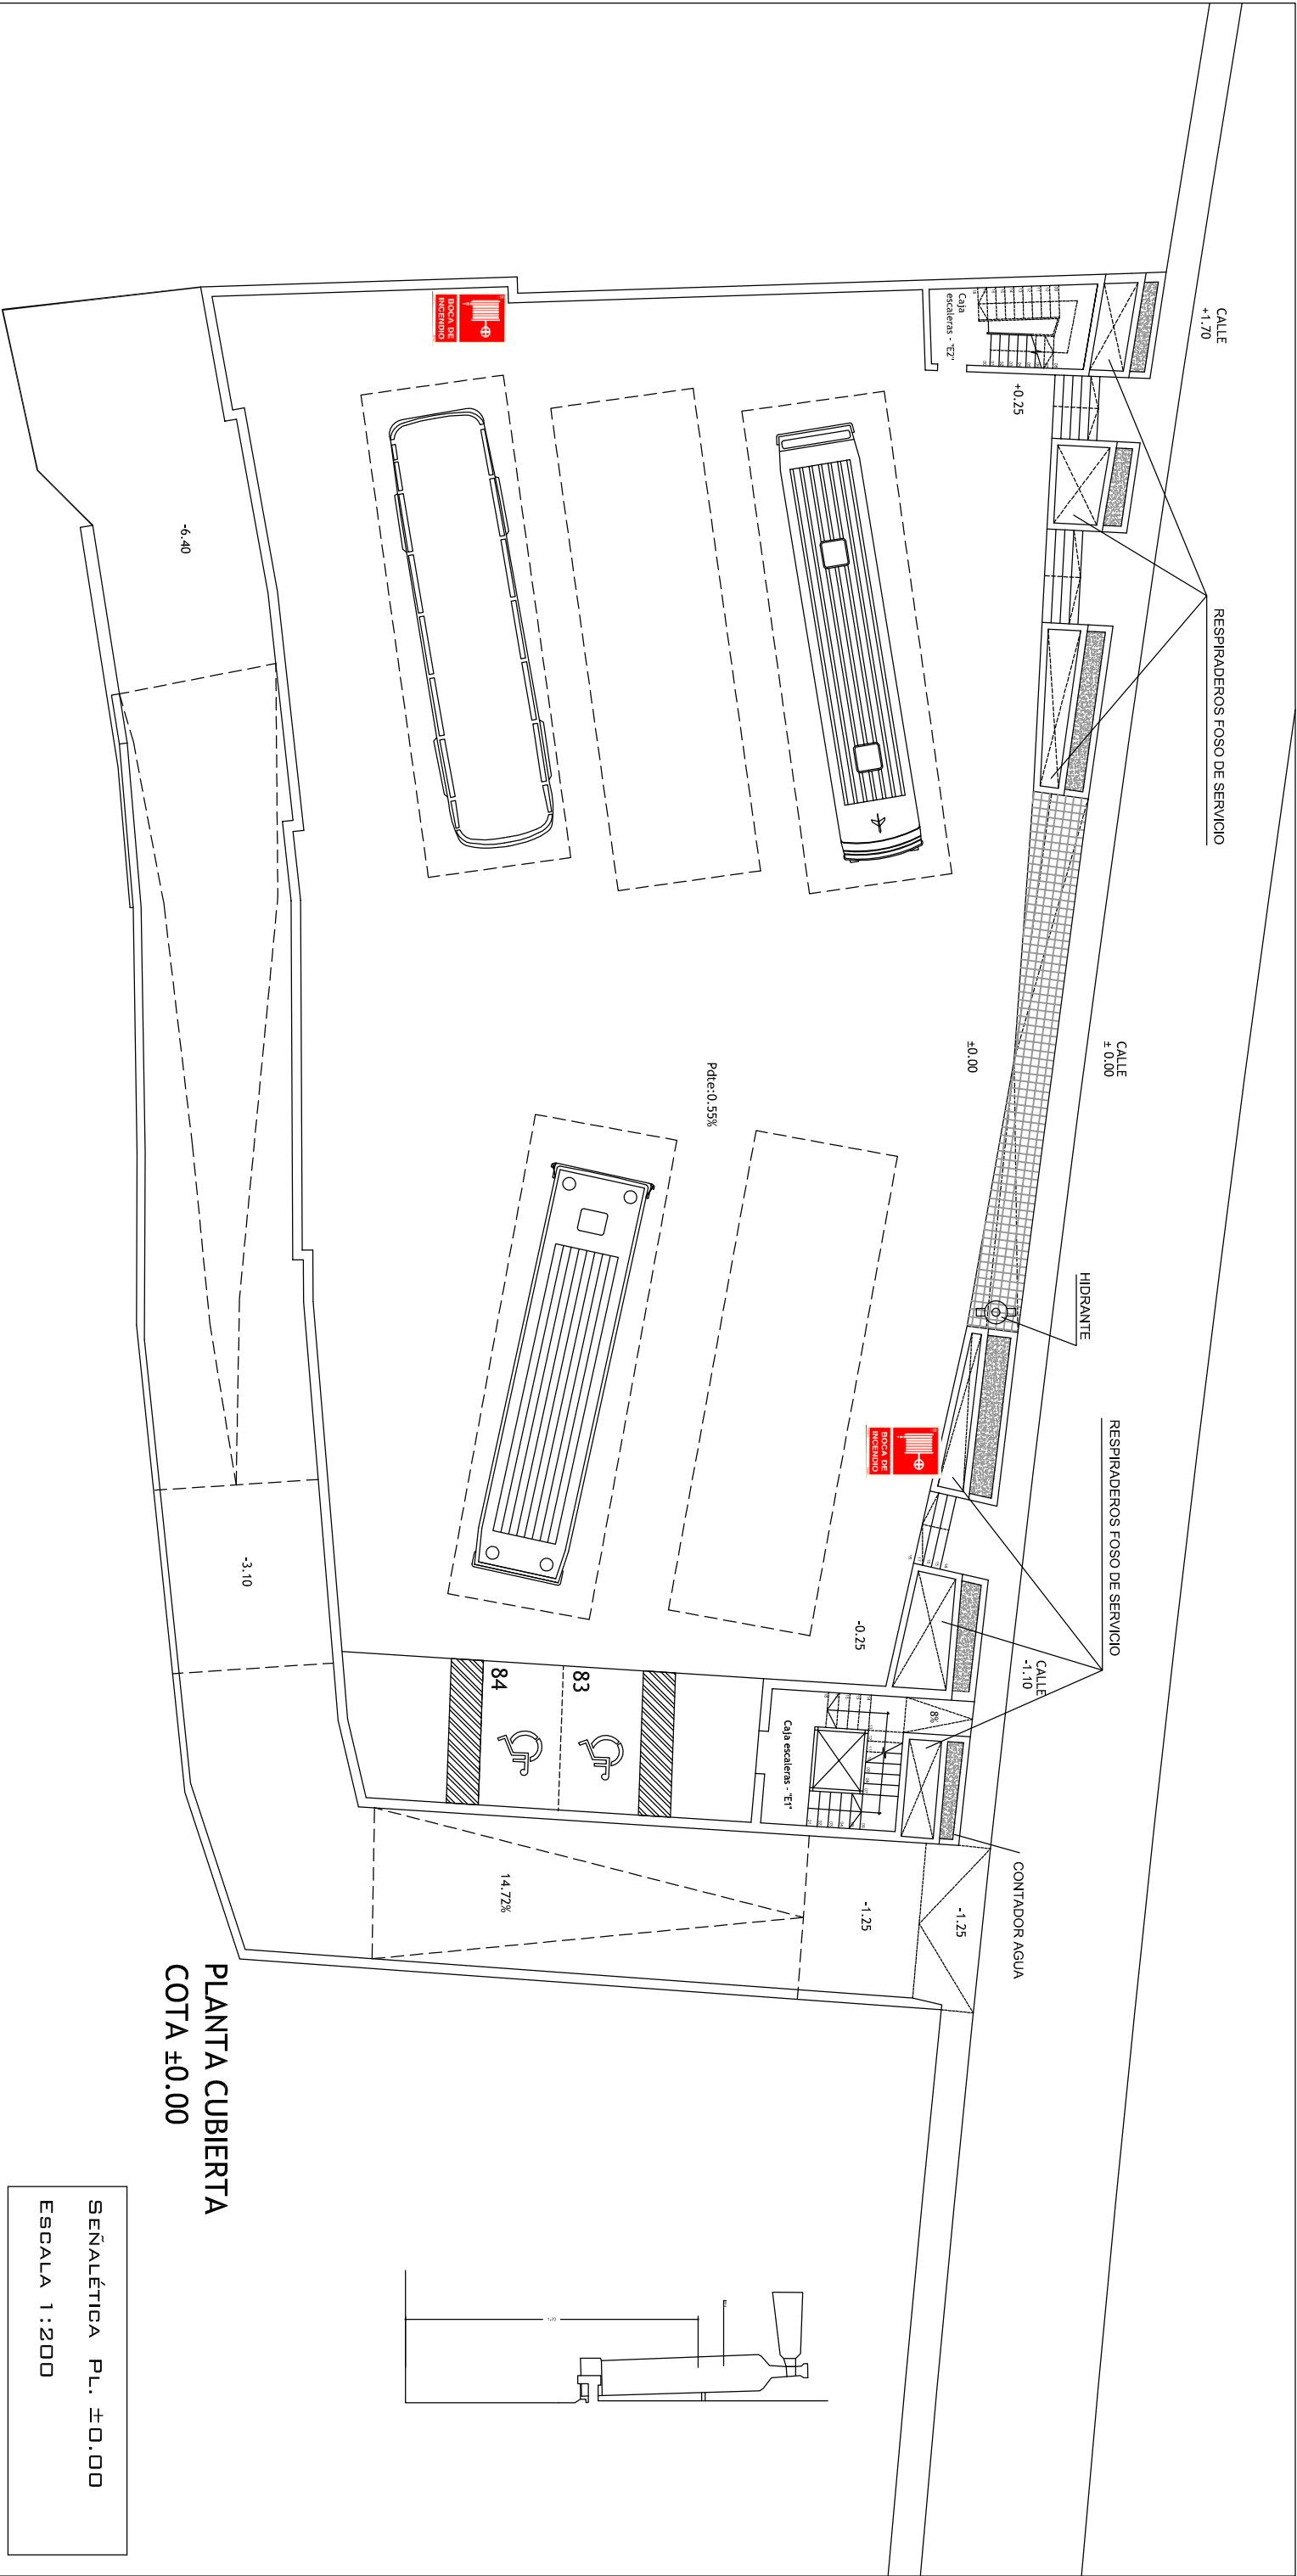 CALLE
+1.70
RESPIRADEROS FOSO DE SERVICIO
CALLE
± 0.00
HIDRANTE
RESPIRADEROS FOSO DE SERVICIO
CALLE
-1.10
CONTADOR AGUA
Caja
escaleras - "E2"
+0.25
±0.00
Pdte:0.55%
-0.25
8%
Caja escaleras - "E1"
-1.25
-1.25
BOCA DE
INCENDIO
BOCA DE
INCENDIO
83
84
14.72%
-6.40
-3.10
PLANTA CUBIERTA
COTA ±0.00
SEÑALÉTICA PL. ±0.00
ESCALA 1:200